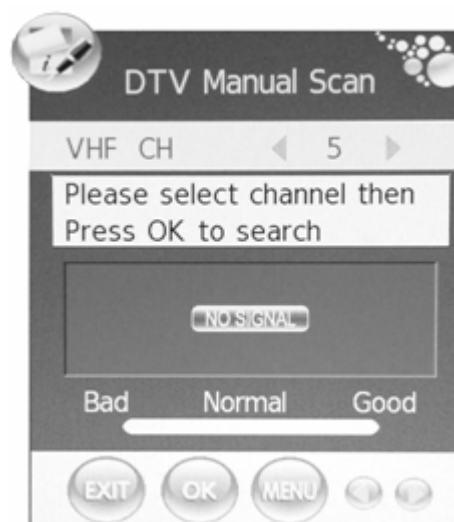 DTV Manual Scan
VHF CH 5
Please select channel then
Press OK to search
NO SIGNAL
Bad Normal Good
EXIT OK MENU